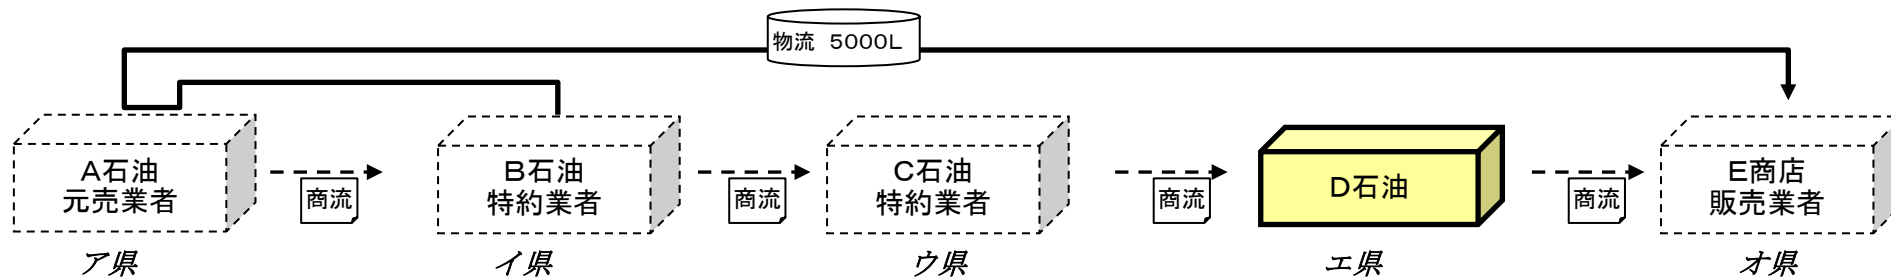 物流 5000L
A石油
元売業者
商流
B石油
特約業者
商流
C石油
特約業者
商流
D石油
商流
E商店
販売業者
ア県
イ県
ウ県
エ県
オ県